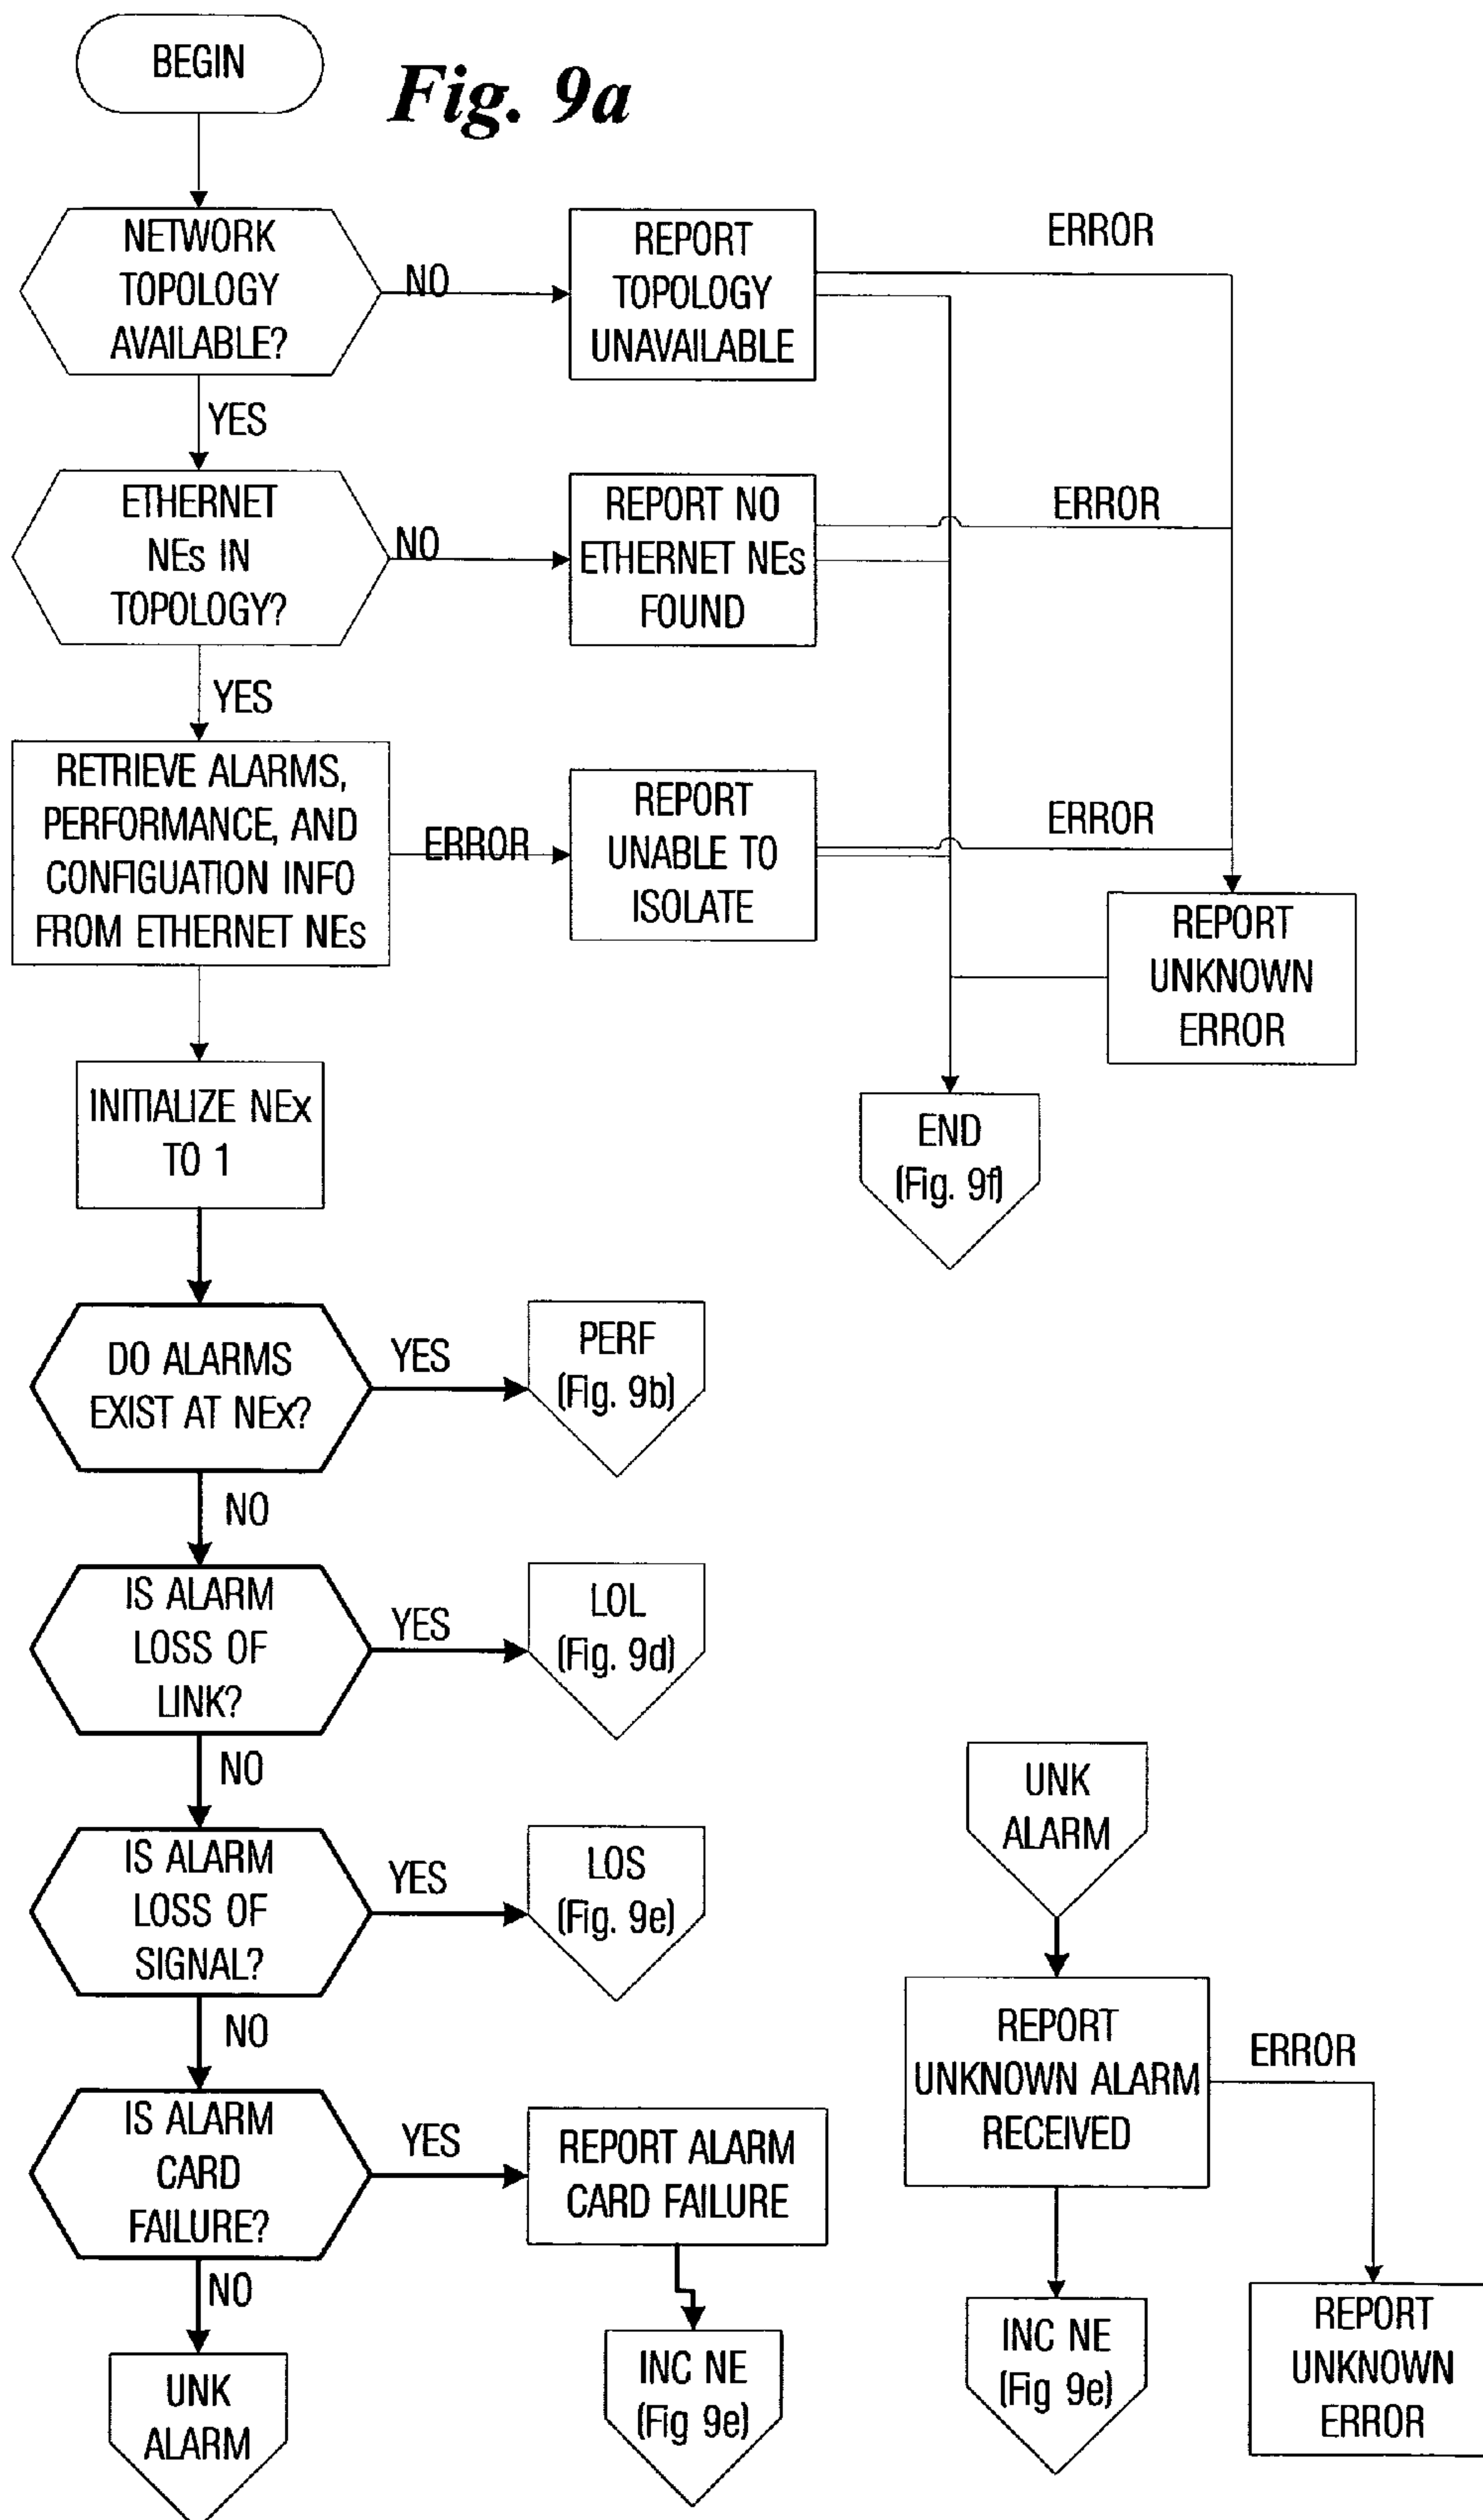 BEGIN
Fig. 9a
NETWORK
TOPOLOGY
AVAILABLE?
NO
REPORT
TOPOLOGY
UNAVAILABLE
ERROR
YES
ETHERNET
NEs IN
TOPOLOGY?
NO
REPORT NO
ETHERNET NEs
FOUND
ERROR
YES
RETRIEVE ALARMS,
PERFORMANCE, AND
CONFIGUATION INFO
FROM ETHERNET NEs
ERROR
REPORT
UNABLE TO
ISOLATE
ERROR
REPORT
UNKNOWN
ERROR
INITIALIZE NEx
TO 1
END
(Fig. 9f)
DO ALARMS
EXIST AT NEx?
YES
PERF
(Fig. 9b)
NO
IS ALARM
LOSS OF
LINK?
YES
LOL
(Fig. 9d)
NO
IS ALARM
LOSS OF
SIGNAL?
YES
LOS
(Fig. 9e)
NO
IS ALARM
CARD
FAILURE?
YES
REPORT ALARM
CARD FAILURE
NO
UNK
ALARM
INC NE
(Fig 9e)
UNK
ALARM
REPORT
UNKNOWN ALARM
RECEIVED
ERROR
INC NE
(Fig 9e)
REPORT
UNKNOWN
ERROR